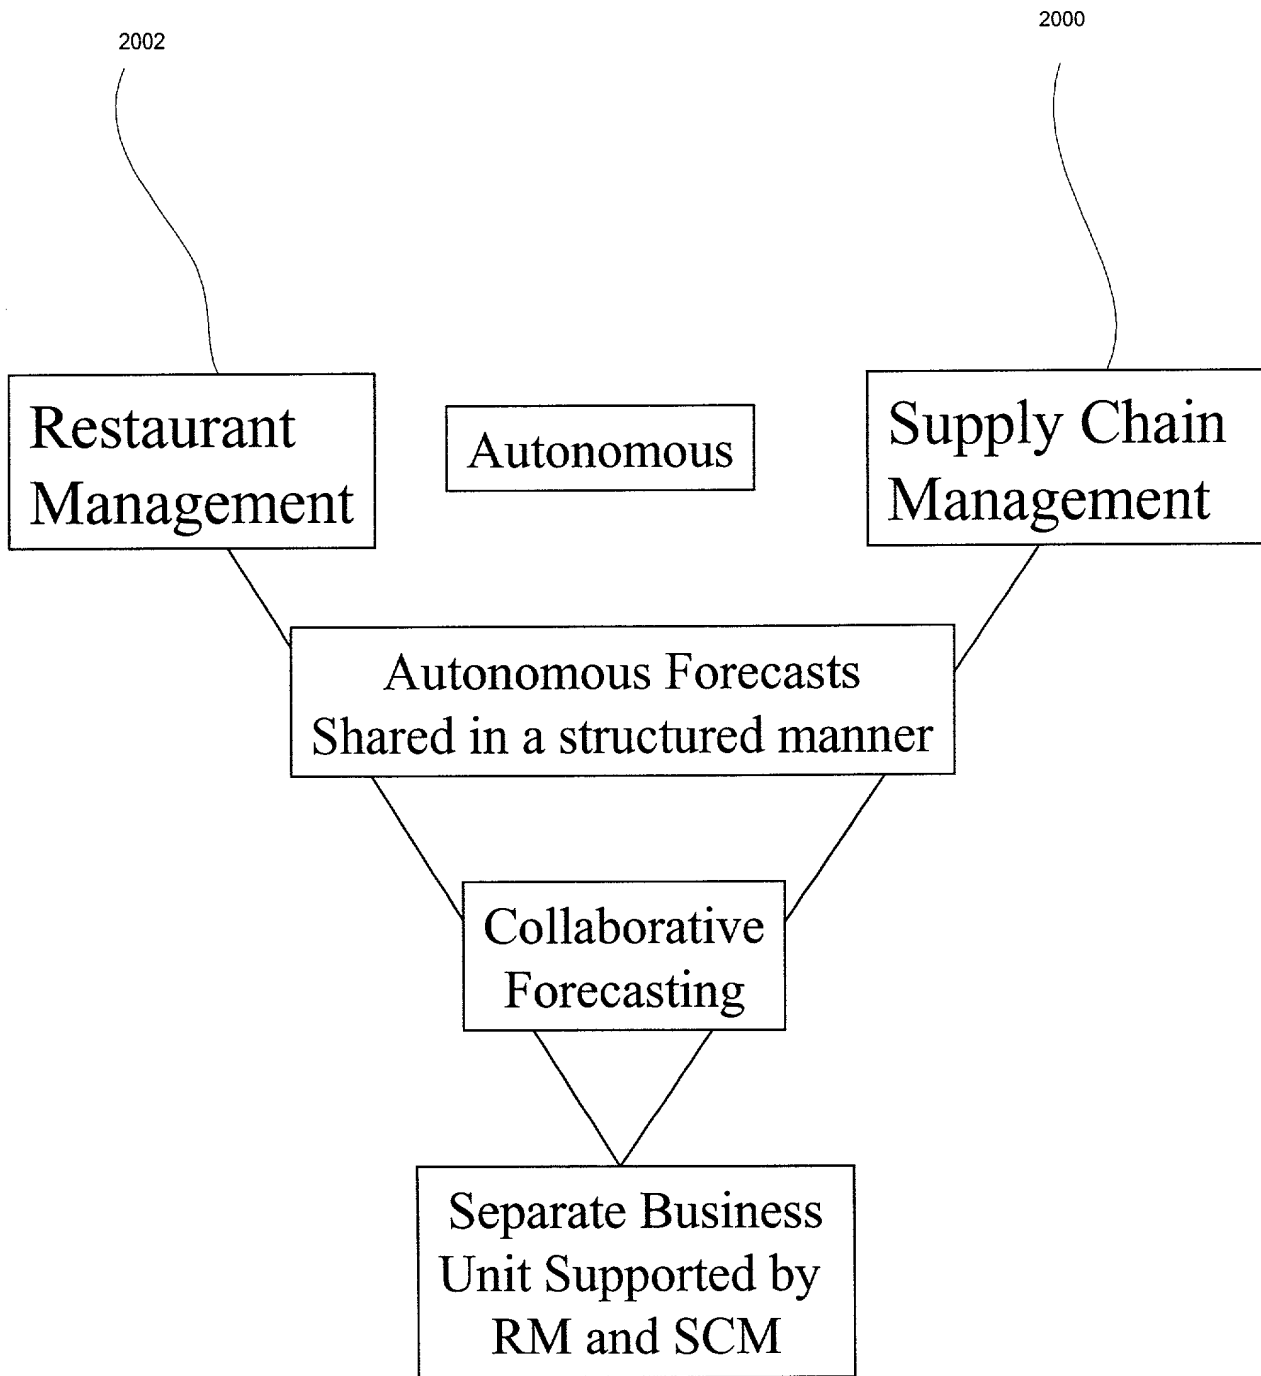 2002
2000
Restaurant
Management
Autonomous
Supply Chain
Management
Autonomous Forecasts
Shared in a structured manner
Collaborative
Forecasting
Separate Business
Unit Supported by
RM and SCM